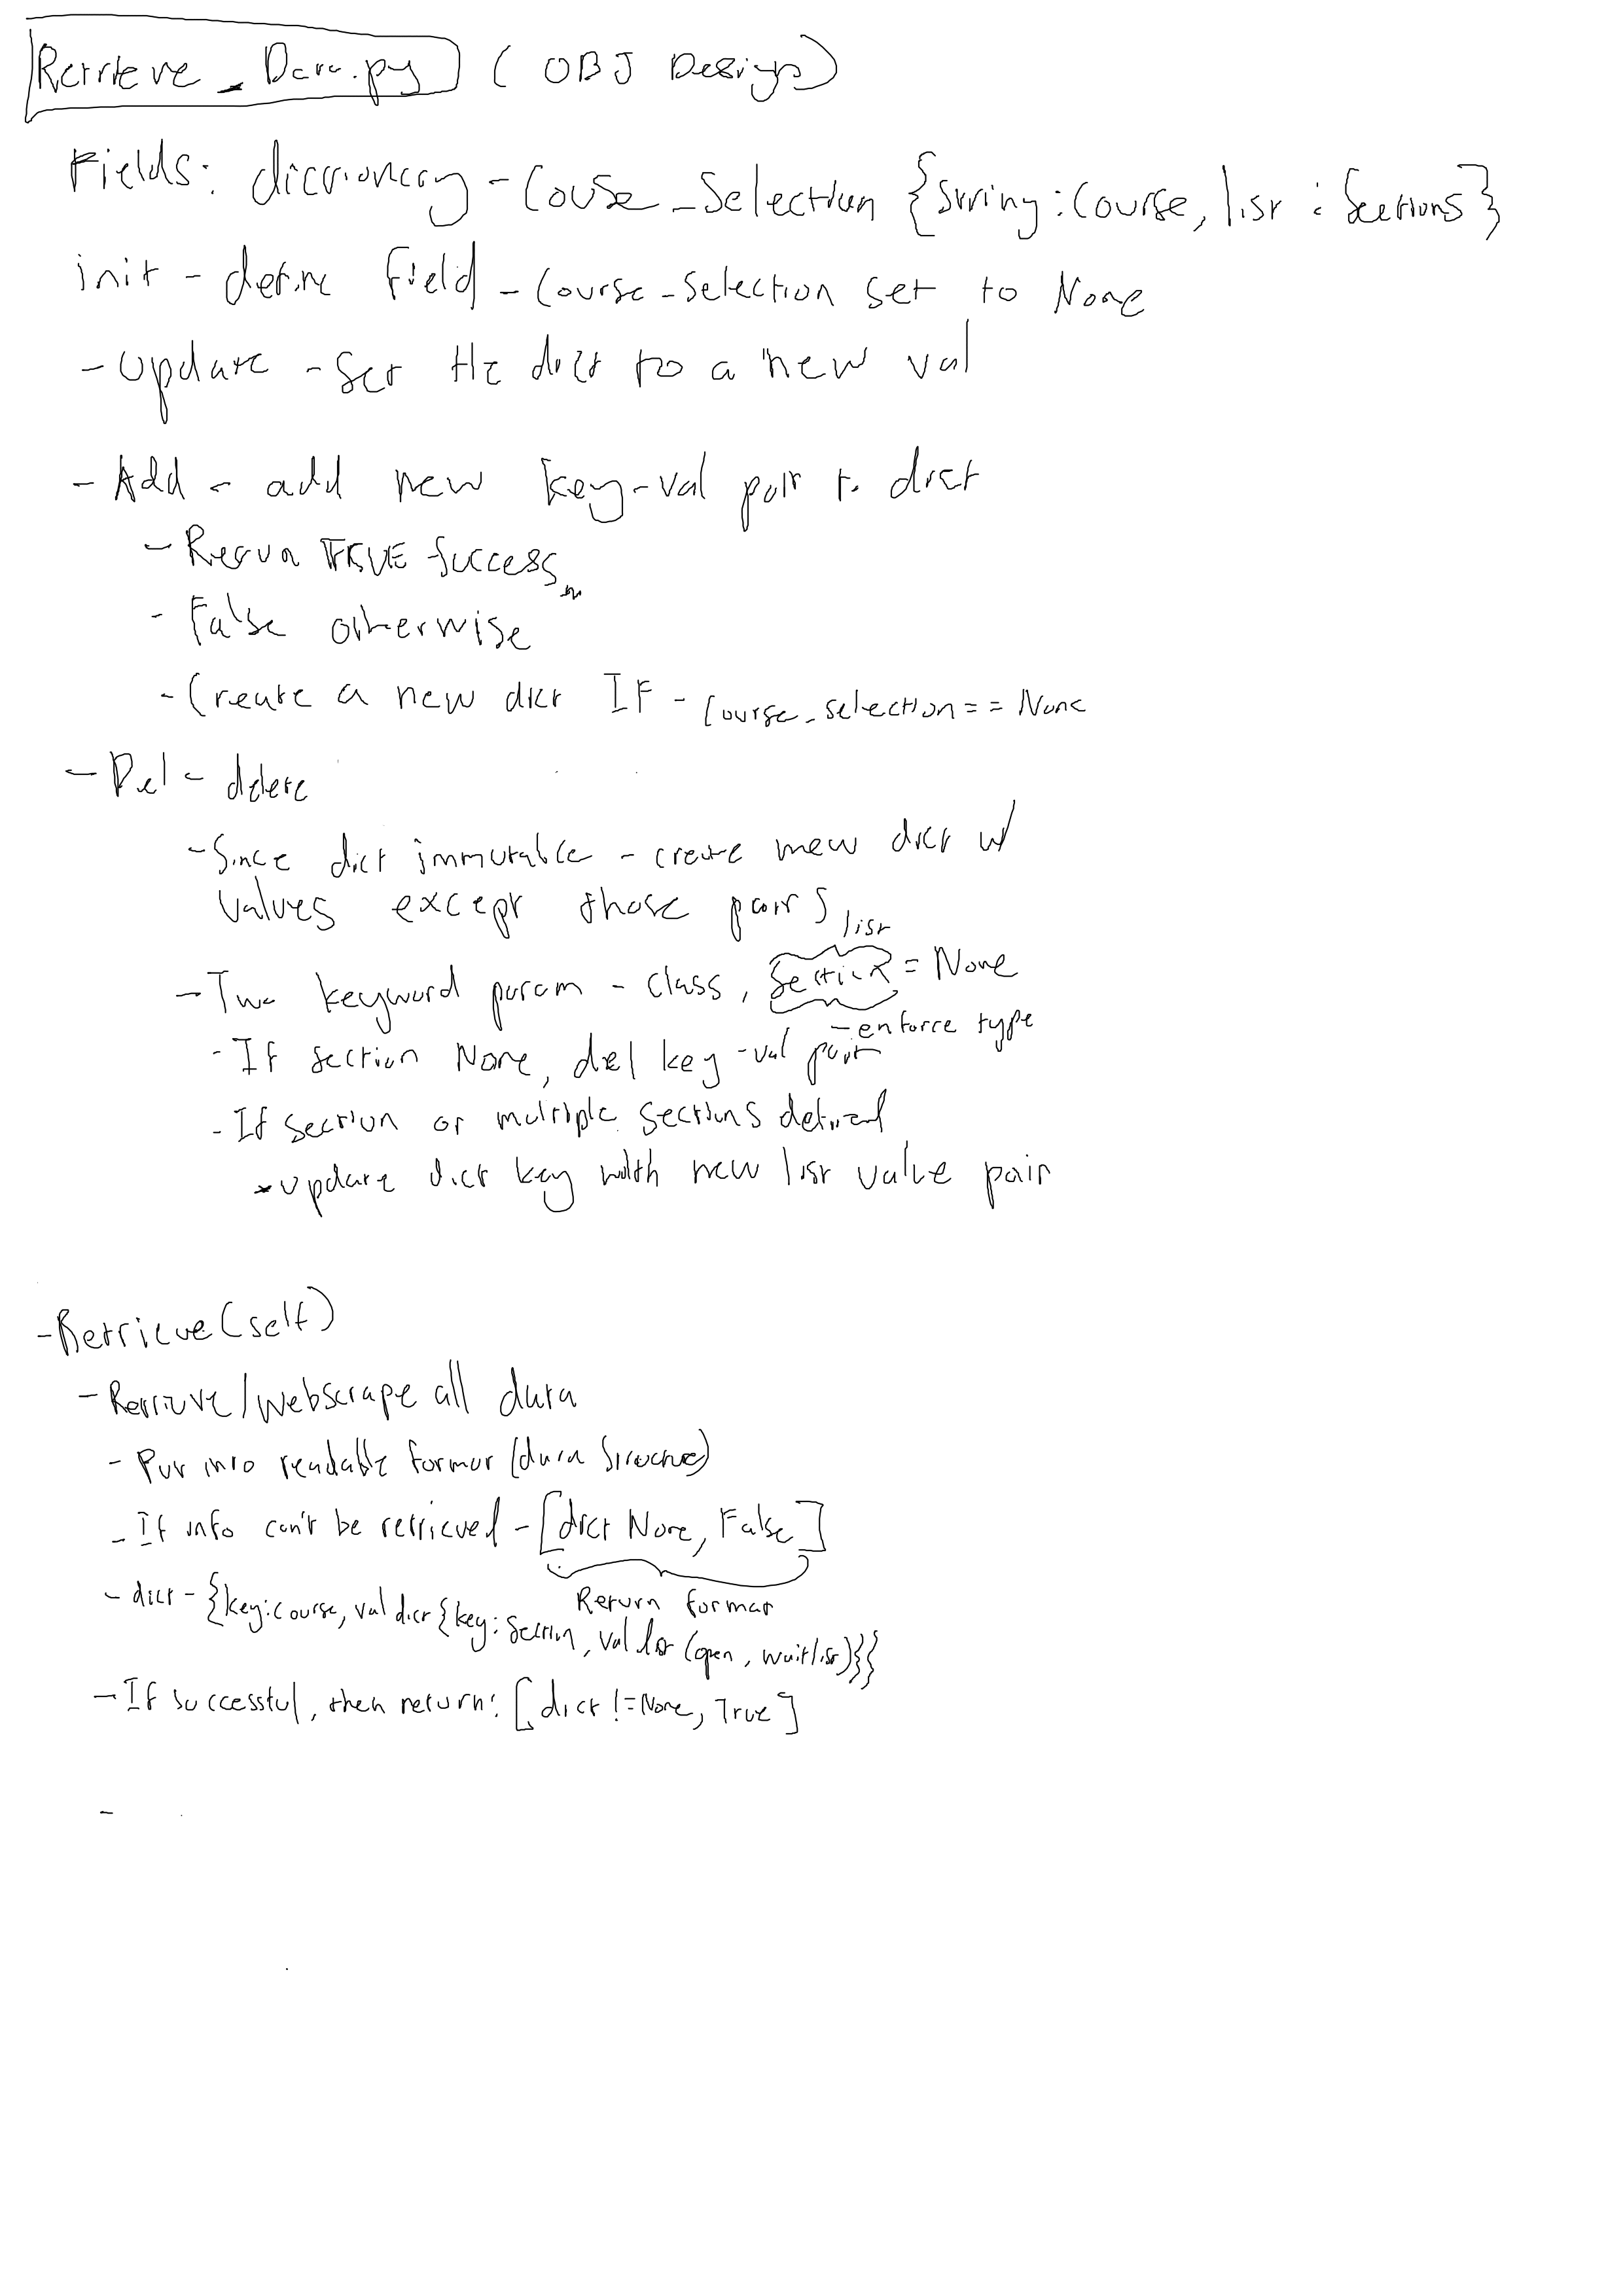 Retrieve_Data.py (OBJ Design)
Fields: dictionary - Couse_Selection {String: Course, list: Sections}
init - define field - Course_selection set to None
- Update - Set the dict to a new val
- Add - add new key-val pair to dict
- Return TRUE Success
- False otherwise
- Create a new dict IF - Course_selection == None
- Del - delete
- Since dict immutable - create new dict w/
values except those pairs
list
- Two keyword param - class, Section = None
- enforce type
- If section None, del key-val pair
- If section or multiple sections defined
* update dict key with new list value pair
- Retrieve(self)
- Retrieve/Webscrape all data
- Put into readable format (data structure)
- If info can't be retrieved - [dict None, False]
Return format
- dict - {key: course, val dict {key: section, val list (open, waitlist)}}
- If successful, then return: [dict != None, True]
-